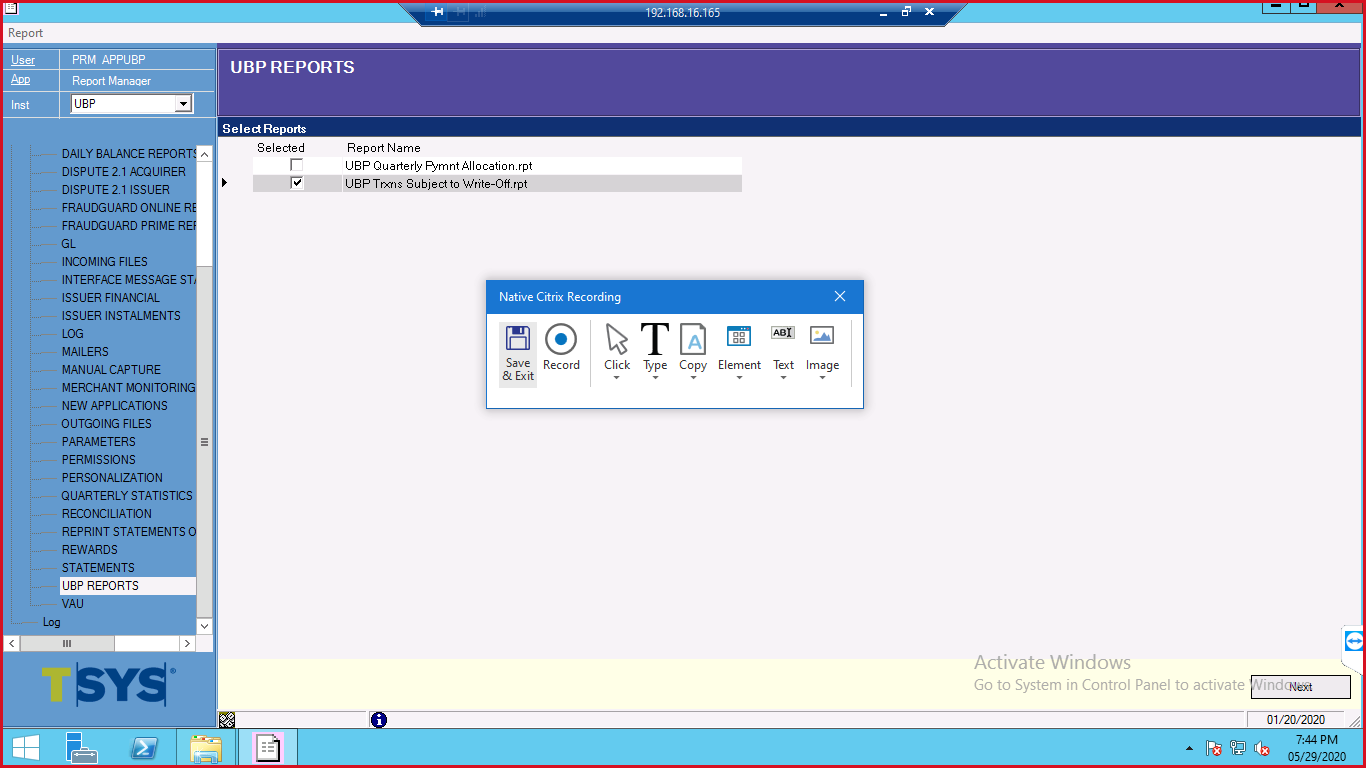 192.168.16.165
Report
User PRM APPUBP
App Report Manager
Inst UBP
UBP REPORTS
Select Reports
Selected Report Name
UBP Quarterly Pymnt Allocation.rpt
UBP Trxns Subject to Write-Off.rpt
DAILY BALANCE REPORTS
DISPUTE 2.1 ACQUIRER
DISPUTE 2.1 ISSUER
FRAUDGUARD ONLINE RE
FRAUDGUARD PRIME REF
GL
INCOMING FILES
INTERFACE MESSAGE STA
ISSUER FINANCIAL
ISSUER INSTALMENTS
LOG
MAILERS
MANUAL CAPTURE
MERCHANT MONITORING
NEW APPLICATIONS
OUTGOING FILES
PARAMETERS
PERMISSIONS
PERSONALIZATION
QUARTERLY STATISTICS
RECONCILIATION
REPRINT STATEMENTS O
REWARDS
STATEMENTS
UBP REPORTS
VAU
Log
TSYS®
Native Citrix Recording
Save & Exit
Record
Click
Type
Copy
Element
Text
Image
ABI
A
Activate Windows
Go to System in Control Panel to activate Windows.
Next
01/20/2020
7:44 PM
05/29/2020